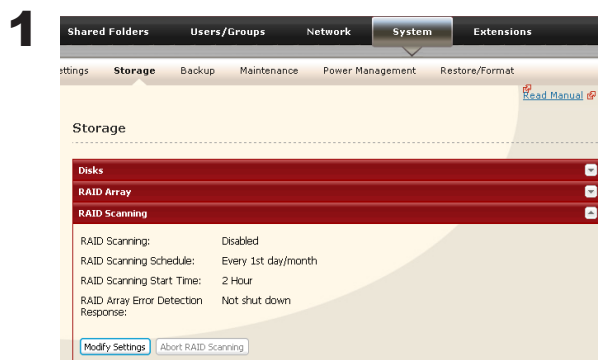 1
Shared Folders Users/Groups Network System Extensions
ettings Storage Backup Maintenance Power Management Restore/Format
Read Manual
Storage
Disks
RAID Array
RAID Scanning
RAID Scanning: Disabled
RAID Scanning Schedule: Every 1st day/month
RAID Scanning Start Time: 2 Hour
RAID Array Error Detection Not shut down
Response:
Modify Settings Abort RAID Scanning